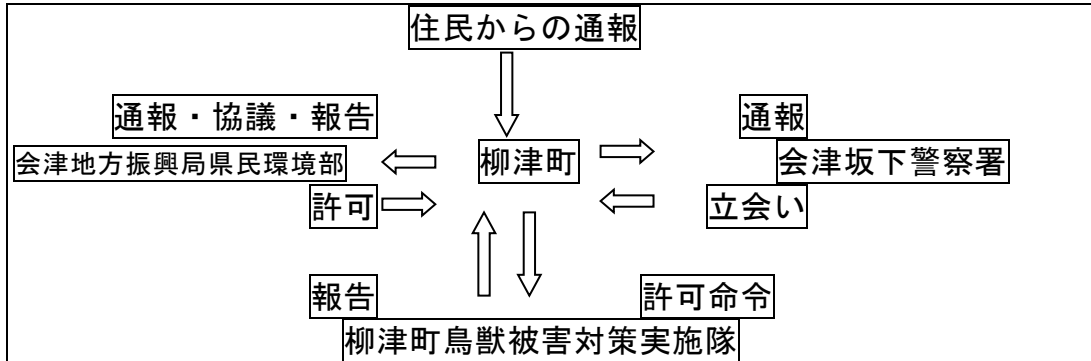 住民からの通報
通報・協議・報告
通報
会津地方振興局県民環境部
柳津町
会津坂下警察署
許可
立会い
報告
許可命令
柳津町鳥獣被害対策実施隊